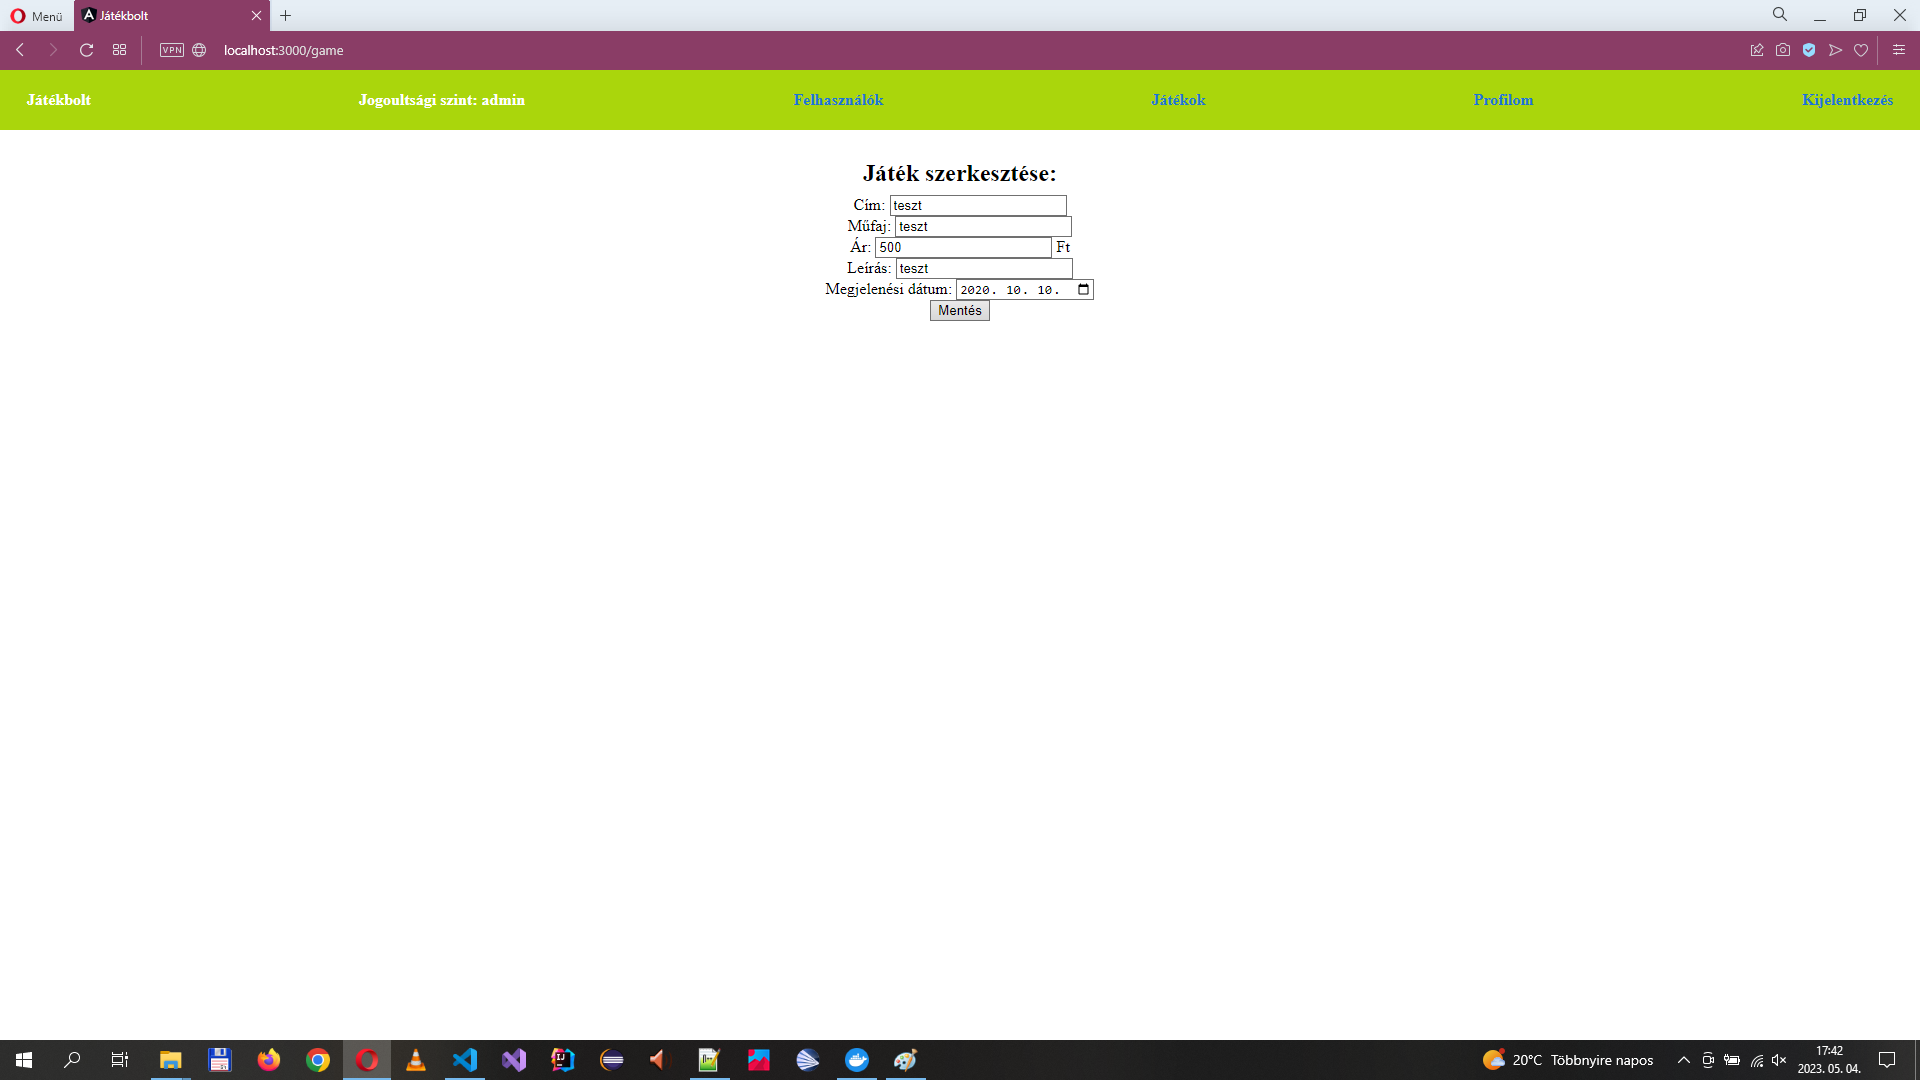 Menü
Játékbolt
VPN
localhost:3000/game
Játékbolt Jogoultsági szint: admin Felhasználók Játékok Profilom Kijelentkezés
Játék szerkesztése:
Cím: teszt
Műfaj: teszt
Ár: 500 Ft
Leírás: teszt
Megjelenési dátum: 2020. 10. 10.
Mentés
20°C Többnyire napos
17:42
2023. 05. 04.